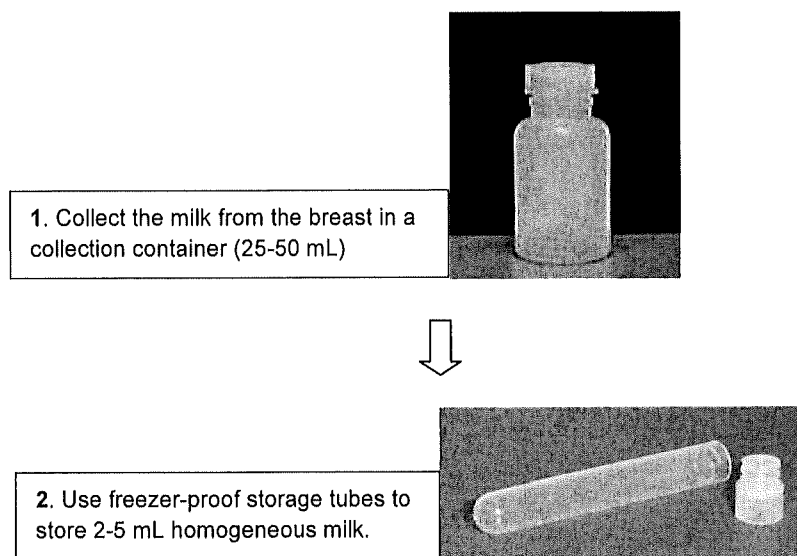 1. Collect the milk from the breast in a
collection container (25-50 mL)
2. Use freezer-proof storage tubes to
store 2-5 mL homogeneous milk.